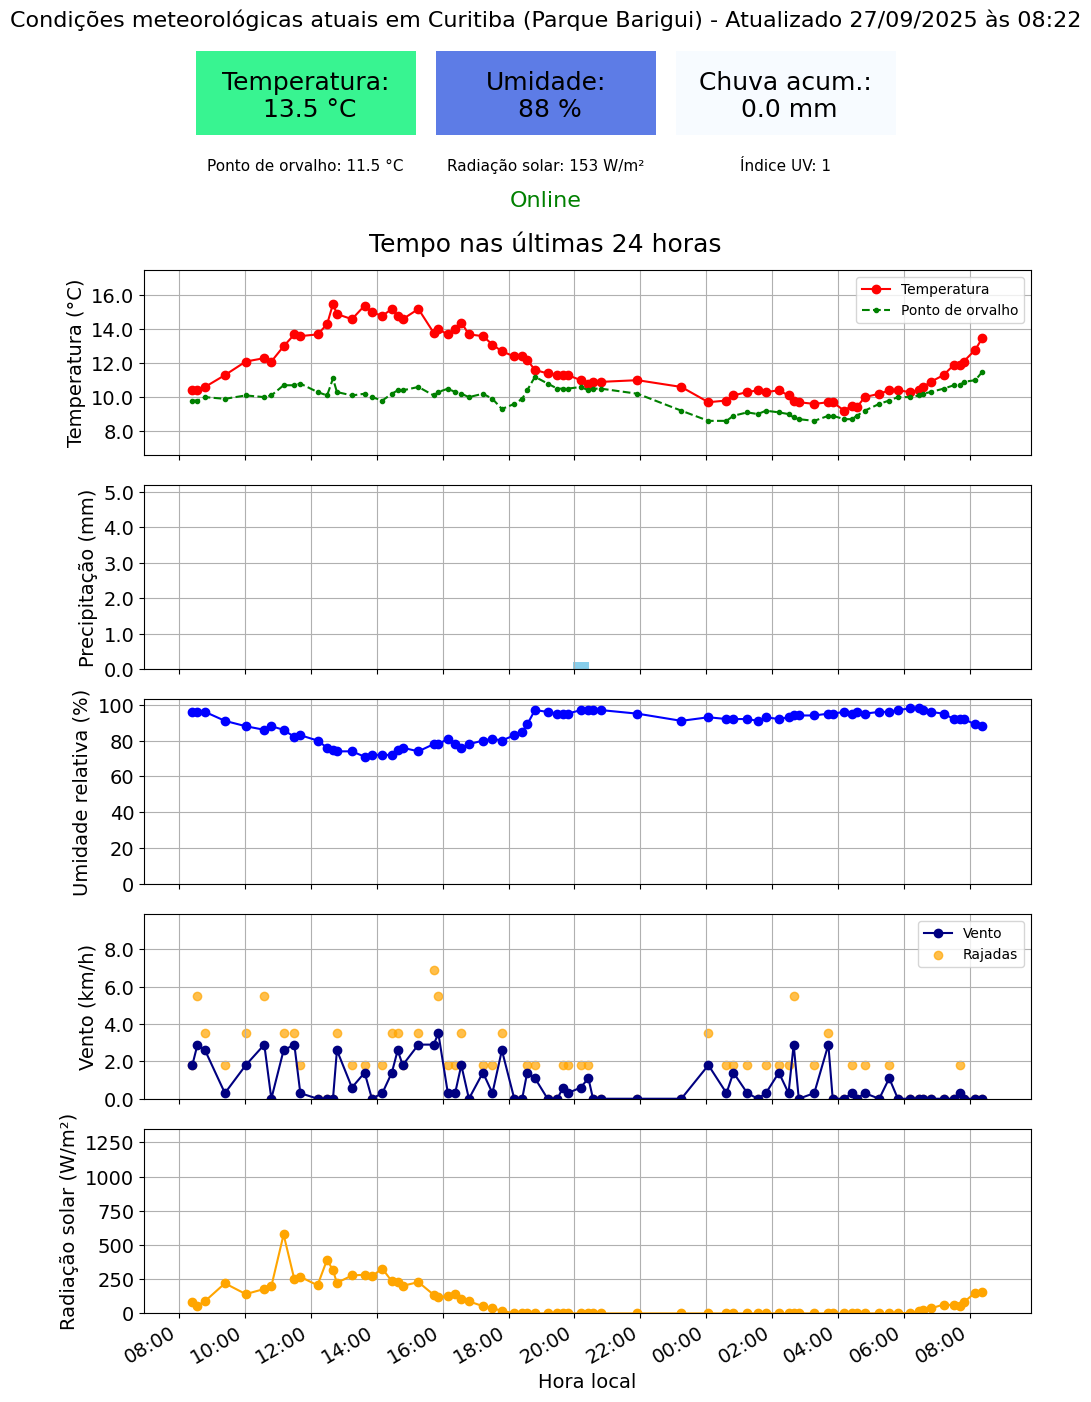 Condições meteorológicas atuais em Curitiba (Parque Barigui) - Atualizado 27/09/2025 às 08:22
Temperatura:
13.5 °C
Umidade:
88 %
Chuva acum.:
0.0 mm
Ponto de orvalho: 11.5 °C
Radiação solar: 153 W/m²
Índice UV: 1
Online
Tempo nas últimas 24 horas
Temperatura (°C)
16.0
14.0
12.0
10.0
8.0
Temperatura
Ponto de orvalho
Precipitação (mm)
5.0
4.0
3.0
2.0
1.0
0.0
Umidade relativa (%)
100
80
60
40
20
0
Vento (km/h)
8.0
6.0
4.0
2.0
0.0
Vento
Rajadas
Radiação solar (W/m²)
1250
1000
750
500
250
0
08:00
10:00
12:00
14:00
16:00
18:00
20:00
22:00
00:00
02:00
04:00
06:00
08:00
Hora local